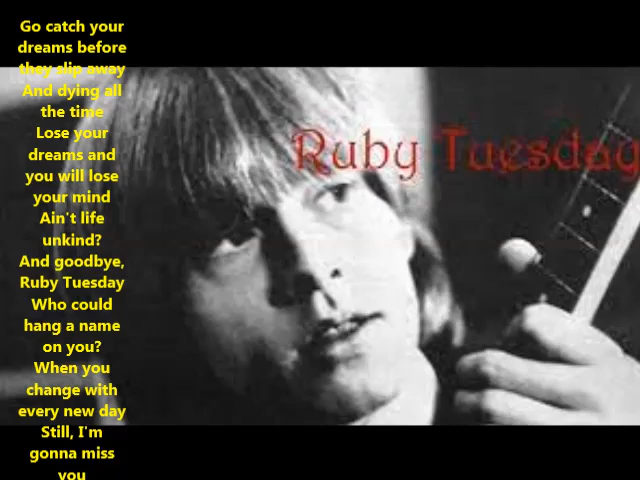 Go catch your
dreams before
they slip away
And dying all
the time
Lose your
dreams and
you will lose
your mind
Ain't life
unkind?
And goodbye,
Ruby Tuesday
Who could
hang a name
on you?
When you
change with
every new day
Still, I'm
gonna miss
you
Ruby Tuesday